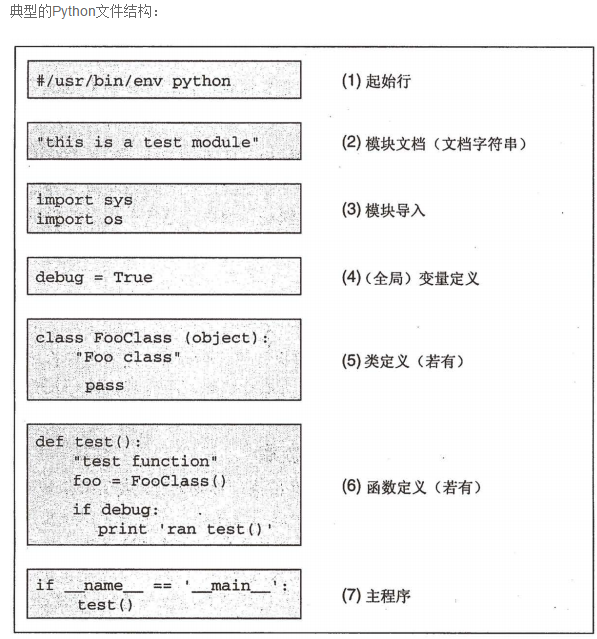 典型的Python文件结构：
#/usr/bin/env python
(1) 起始行
"this is a test module"
(2) 模块文档（文档字符串）
import sys
import os
(3) 模块导入
debug = True
(4)（全局）变量定义
class FooClass (object):
"Foo class"
pass
(5) 类定义（若有）
def test():
"test function"
foo = FooClass()
if debug:
print 'ran test()'
(6) 函数定义（若有）
if __name__ == '__main__':
test()
(7) 主程序